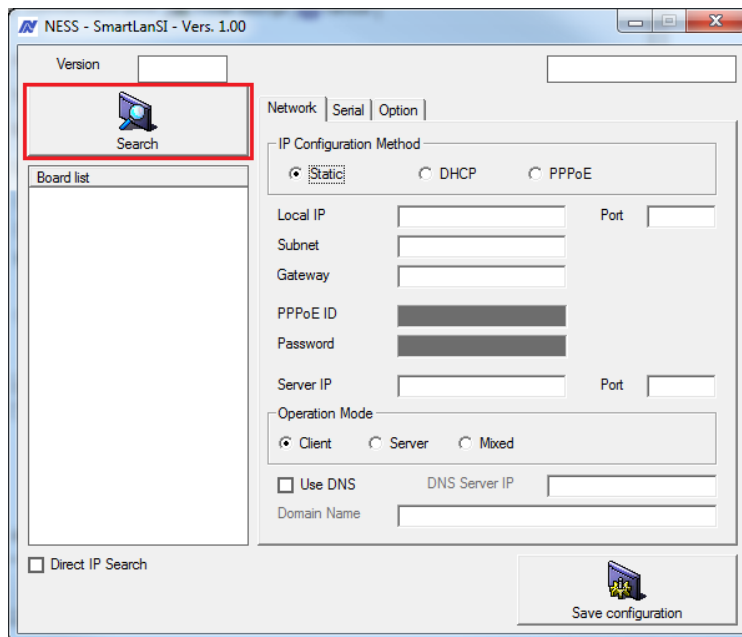 NESS - SmartLanSI - Vers. 1.00
Version
Search
Board list
Network Serial Option
IP Configuration Method
Static DHCP PPPoE
Local IP Port
Subnet
Gateway
PPPoE ID
Password
Server IP Port
Operation Mode
Client Server Mixed
Use DNS DNS Server IP
Domain Name
Direct IP Search
Save configuration